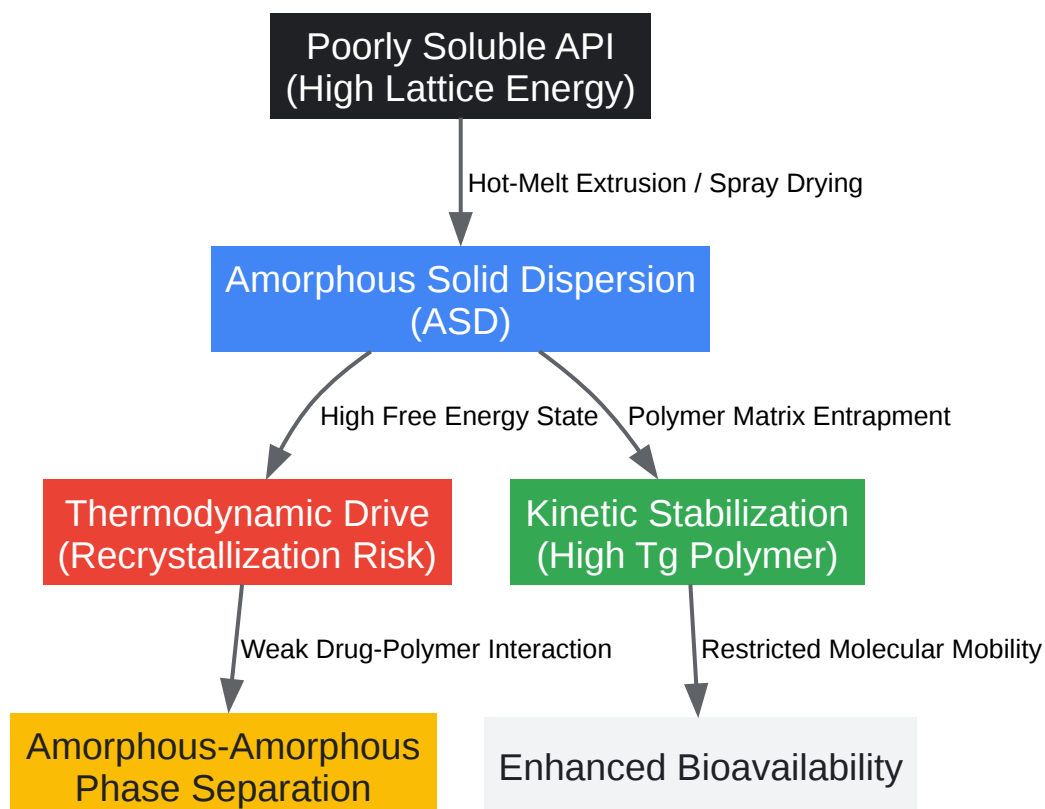 Poorly Soluble API
(High Lattice Energy)
Hot-Melt Extrusion / Spray Drying
Amorphous Solid Dispersion
(ASD)
High Free Energy State
Polymer Matrix Entrapment
Thermodynamic Drive
(Recrystallization Risk)
Kinetic Stabilization
(High Tg Polymer)
Weak Drug-Polymer Interaction
Restricted Molecular Mobility
Amorphous-Amorphous
Phase Separation
Enhanced Bioavailability